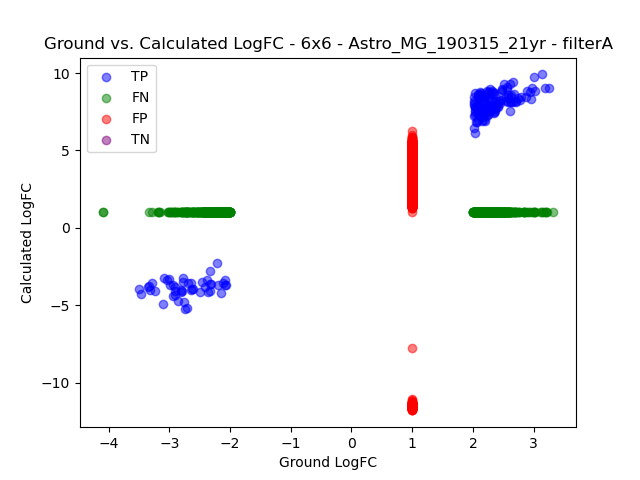 Ground vs. Calculated LogFC - 6x6 - Astro_MG_190315_21yr - filterA
TP
FN
FP
TN
10
5
0
−5
−10
Calculated LogFC
−4
−3
−2
−1
0
1
2
3
Ground LogFC